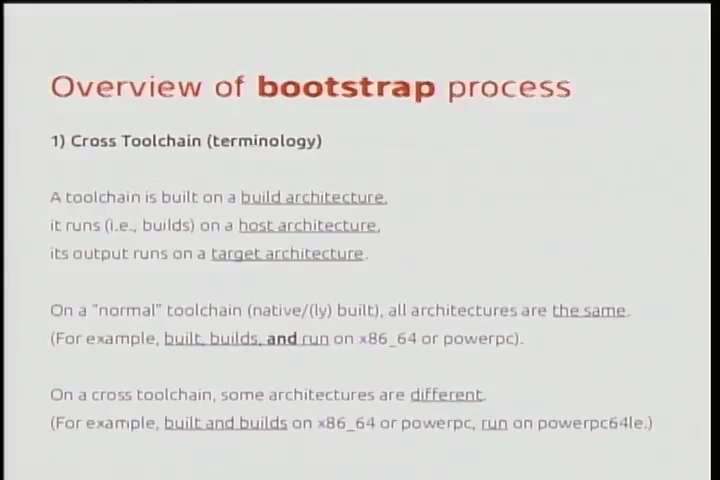 Overview of bootstrap process
1) Cross Toolchain (terminology)
A toolchain is built on a build architecture,
it runs (i.e., builds) on a host architecture,
its output runs on a target architecture.
On a "normal" toolchain (native/(ly) built), all architectures are the same.
(For example, built, builds, and run on x86_64 or powerpc).
On a cross toolchain, some architectures are different.
(For example, built and builds on x86_64 or powerpc, run on powerpc64le.)